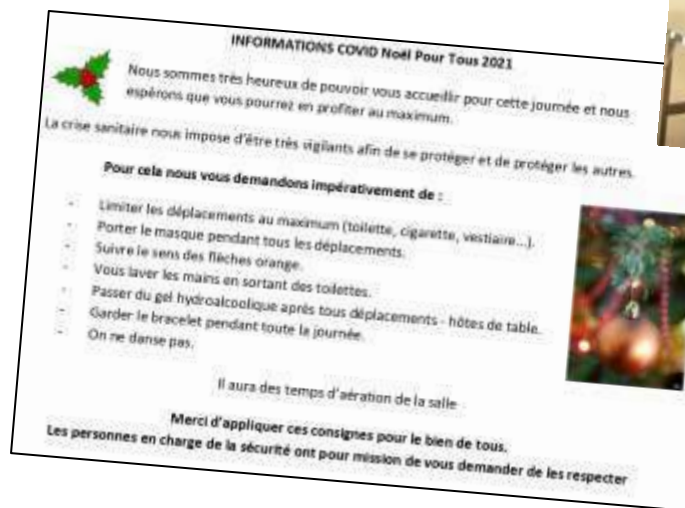 INFORMATIONS COVID Noël Pour Tous 2021
Nous sommes très heureux de pouvoir vous accueillir pour cette journée et nous
espérons que vous pourrez en profiter au maximum.
La crise sanitaire nous impose d'être très vigilants afin de se protéger et de protéger les autres.
Pour cela nous vous demandons impérativement de :
- Limiter les déplacements au maximum (toilette, cigarette, vestiaire...).
- Porter le masque pendant tous les déplacements.
- Suivre le sens des flèches orange.
- Vous laver les mains en sortant des toilettes.
- Passer du gel hydroalcoolique après tous déplacements - hôtes de table.
- Garder le bracelet pendant toute la journée.
- On ne danse pas.
Il aura des temps d'aération de la salle
Merci d'appliquer ces consignes pour le bien de tous.
Les personnes en charge de la sécurité ont pour mission de vous demander de les respecter